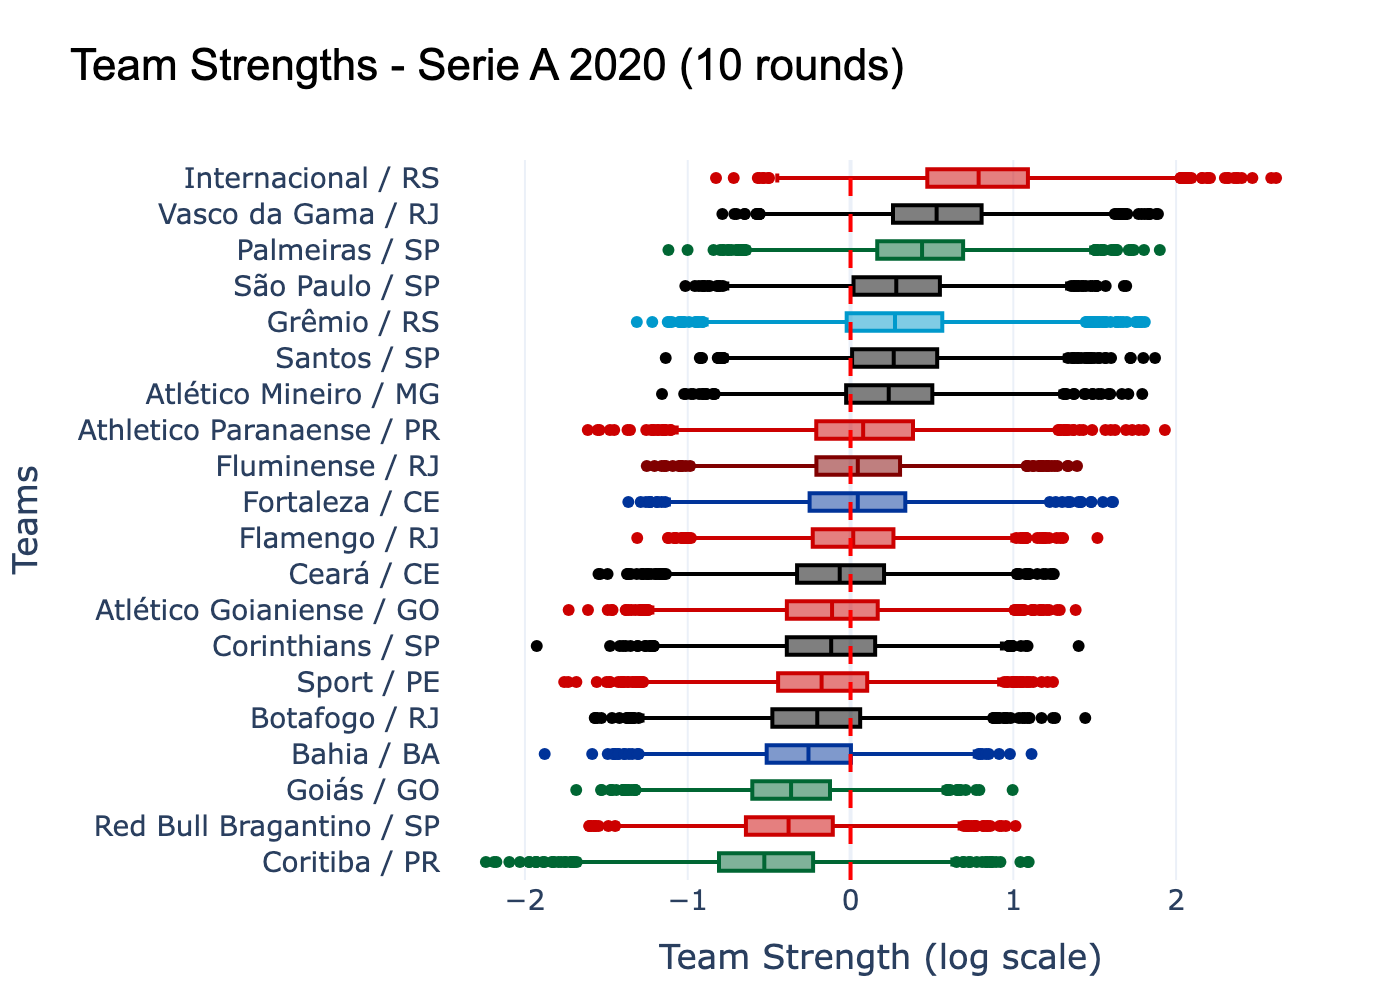 Team Strengths - Serie A 2020 (10 rounds)
Teams
Internacional / RS
Vasco da Gama / RJ
Palmeiras / SP
São Paulo / SP
Grêmio / RS
Santos / SP
Atlético Mineiro / MG
Athletico Paranaense / PR
Fluminense / RJ
Fortaleza / CE
Flamengo / RJ
Ceará / CE
Atlético Goianiense / GO
Corinthians / SP
Sport / PE
Botafogo / RJ
Bahia / BA
Goiás / GO
Red Bull Bragantino / SP
Coritiba / PR
−2 −1 0 1 2
Team Strength (log scale)